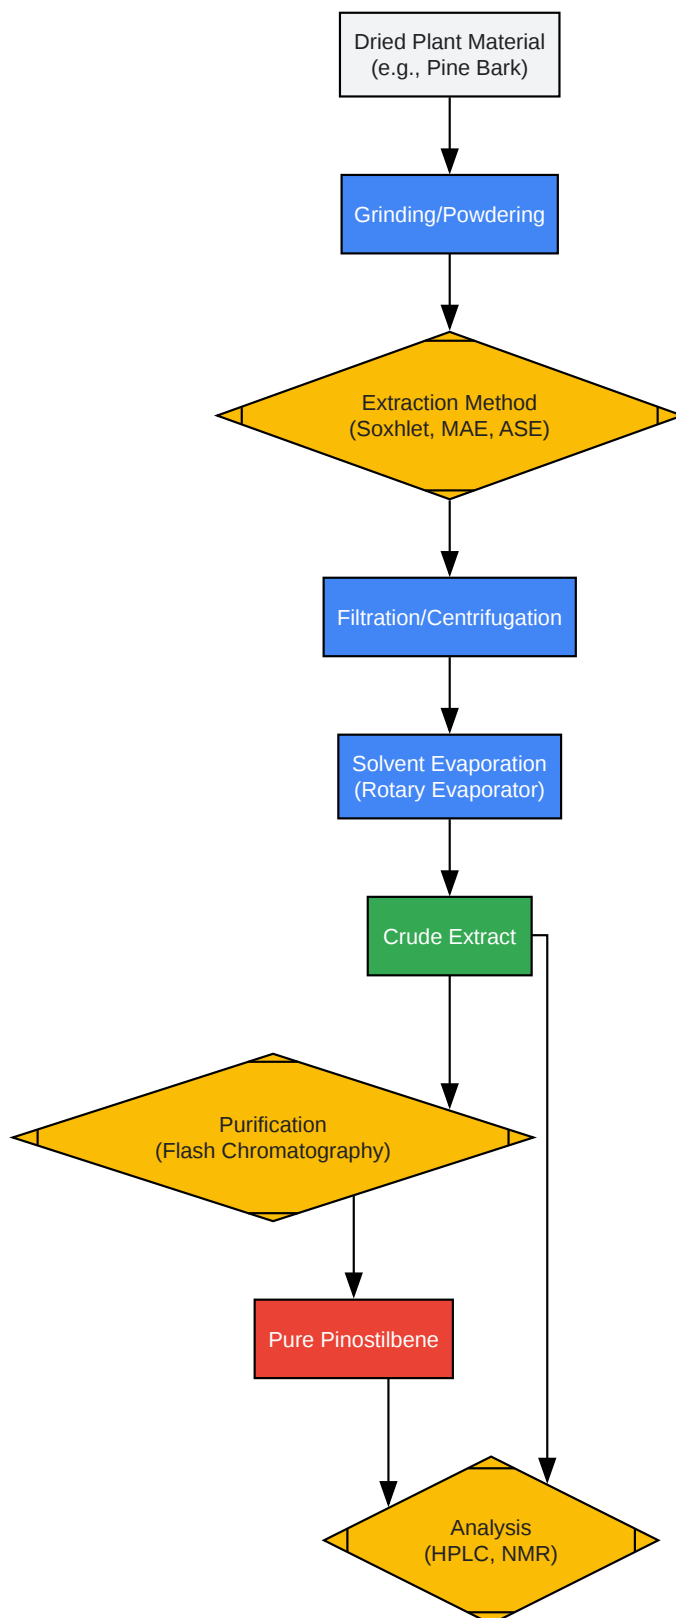 Dried Plant Material
(e.g., Pine Bark)
Grinding/Powdering
Extraction Method
(Soxhlet, MAE, ASE)
Filtration/Centrifugation
Solvent Evaporation
(Rotary Evaporator)
Crude Extract
Purification
(Flash Chromatography)
Pure Pinostilbene
Analysis
(HPLC, NMR)